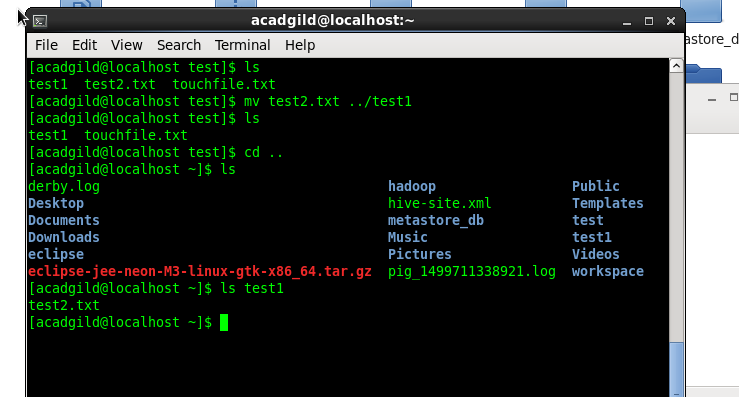 acadgild@localhost:~
astore_d
File Edit View Search Terminal Help
[acadgild@localhost test]$ ls
test1 test2.txt touchfile.txt
[acadgild@localhost test]$ mv test2.txt ../test1
[acadgild@localhost test]$ ls
test1 touchfile.txt
[acadgild@localhost test]$ cd ..
[acadgild@localhost ~]$ ls
derby.log hadoop Public
Desktop hive-site.xml Templates
Documents metastore_db test
Downloads Music test1
eclipse Pictures Videos
eclipse-jee-neon-M3-linux-gtk-x86_64.tar.gz pig_1499711338921.log workspace
[acadgild@localhost ~]$ ls test1
test2.txt
[acadgild@localhost ~]$